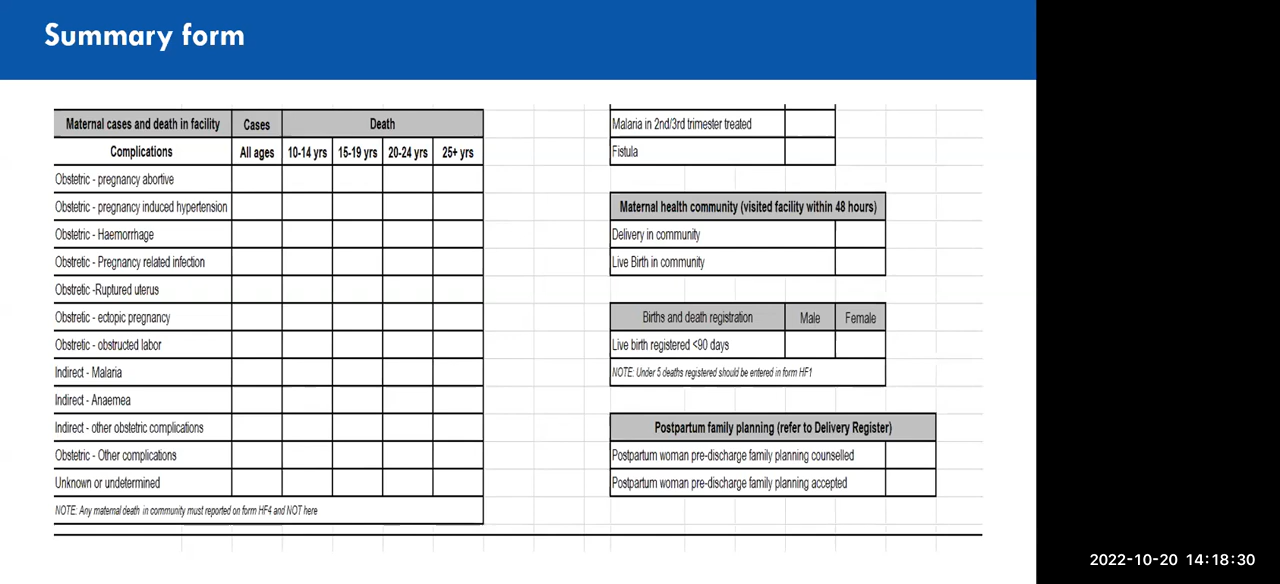 Summary form
Maternal cases and death in facility Cases Death
Complications All ages 10-14 yrs 15-19 yrs 20-24 yrs 25+ yrs
Obstetric - pregnancy abortive
Obstetric - pregnancy induced hypertension
Obstetric - Haemorrhage
Obstretic - Pregnancy related infection
Obstretic -Ruptured uterus
Obstetric - ectopic pregnancy
Obstetric - obstructed labor
Indirect - Malaria
Indirect - Anaemea
Indirect - other obstetric complications
Obstetric - Other complications
Unknown or undetermined
NOTE: Any maternal death in community must reported on form HF4 and NOT here
Malaria in 2nd/3rd trimester treated
Fistula
Maternal health community (visited facility within 48 hours)
Delivery in community
Live Birth in community
Births and death registration Male Female
Live birth registered <90 days
NOTE: Under 5 deaths registered should be entered in form HF1
Postpartum family planning (refer to Delivery Register)
Postpartum woman pre-discharge family planning counselled
Postpartum woman pre-discharge family planning accepted
2022-10-20 14:18:30